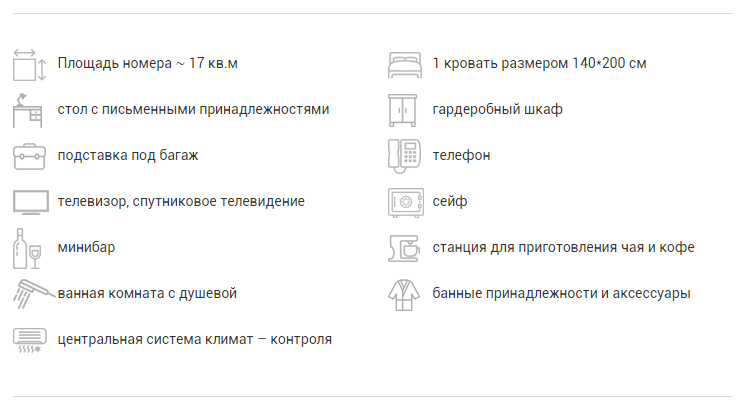 Площадь номера ~ 17 кв.м
1 кровать размером 140*200 см
стол с письменными принадлежностями
гардеробный шкаф
подставка под багаж
телефон
телевизор, спутниковое телевидение
сейф
минибар
станция для приготовления чая и кофе
ванная комната с душевой
банные принадлежности и аксессуары
центральная система климат – контроля